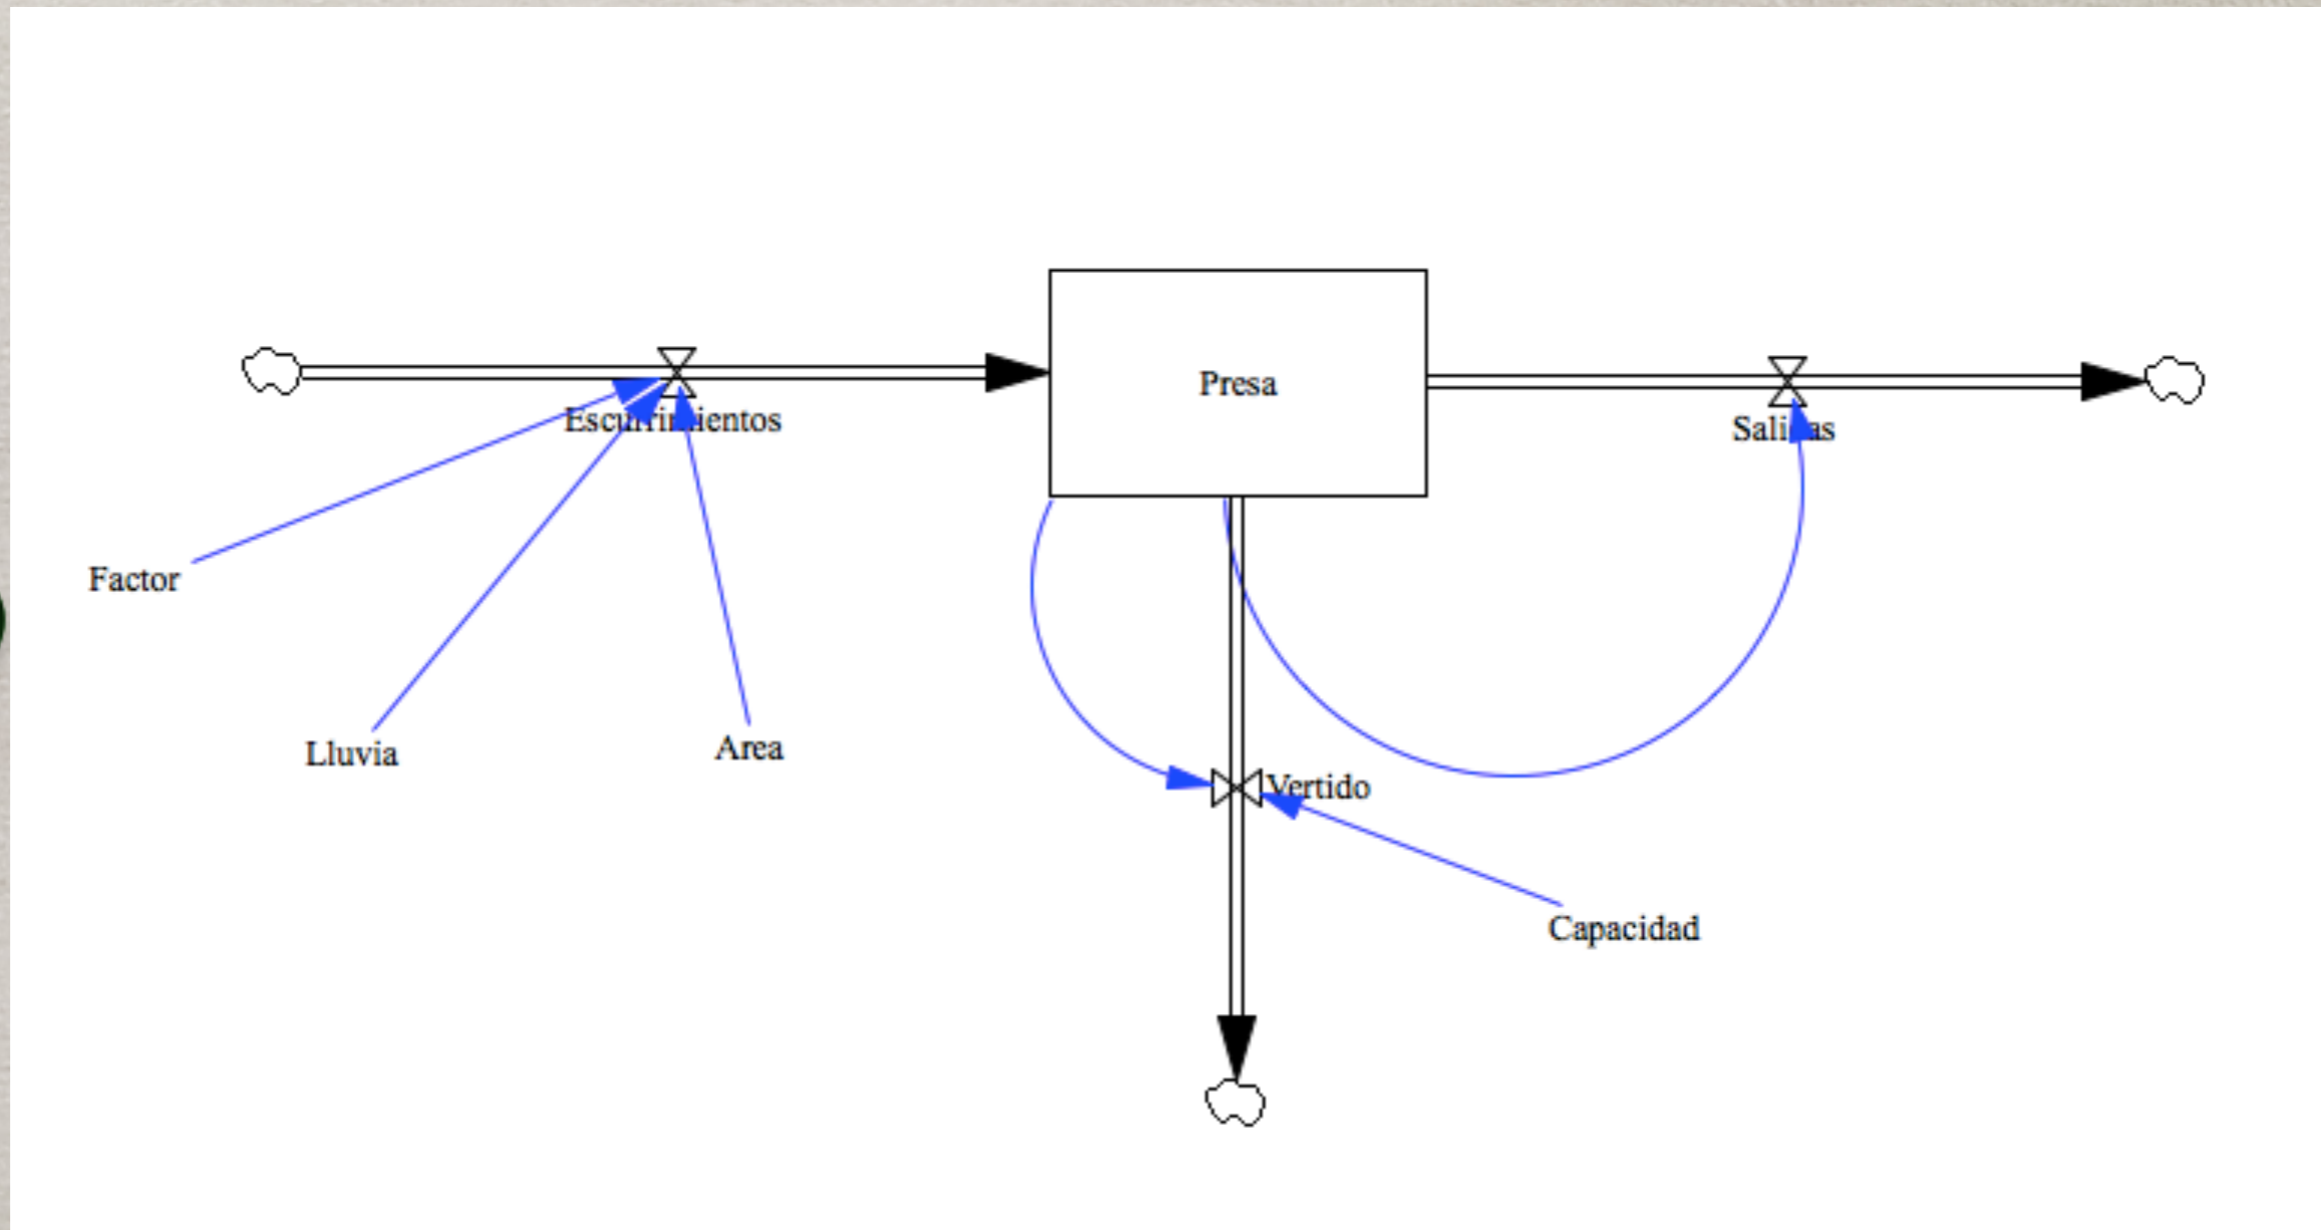 Presa
Escurrimientos
Salidas
Factor
Lluvia
Area
Vertido
Capacidad